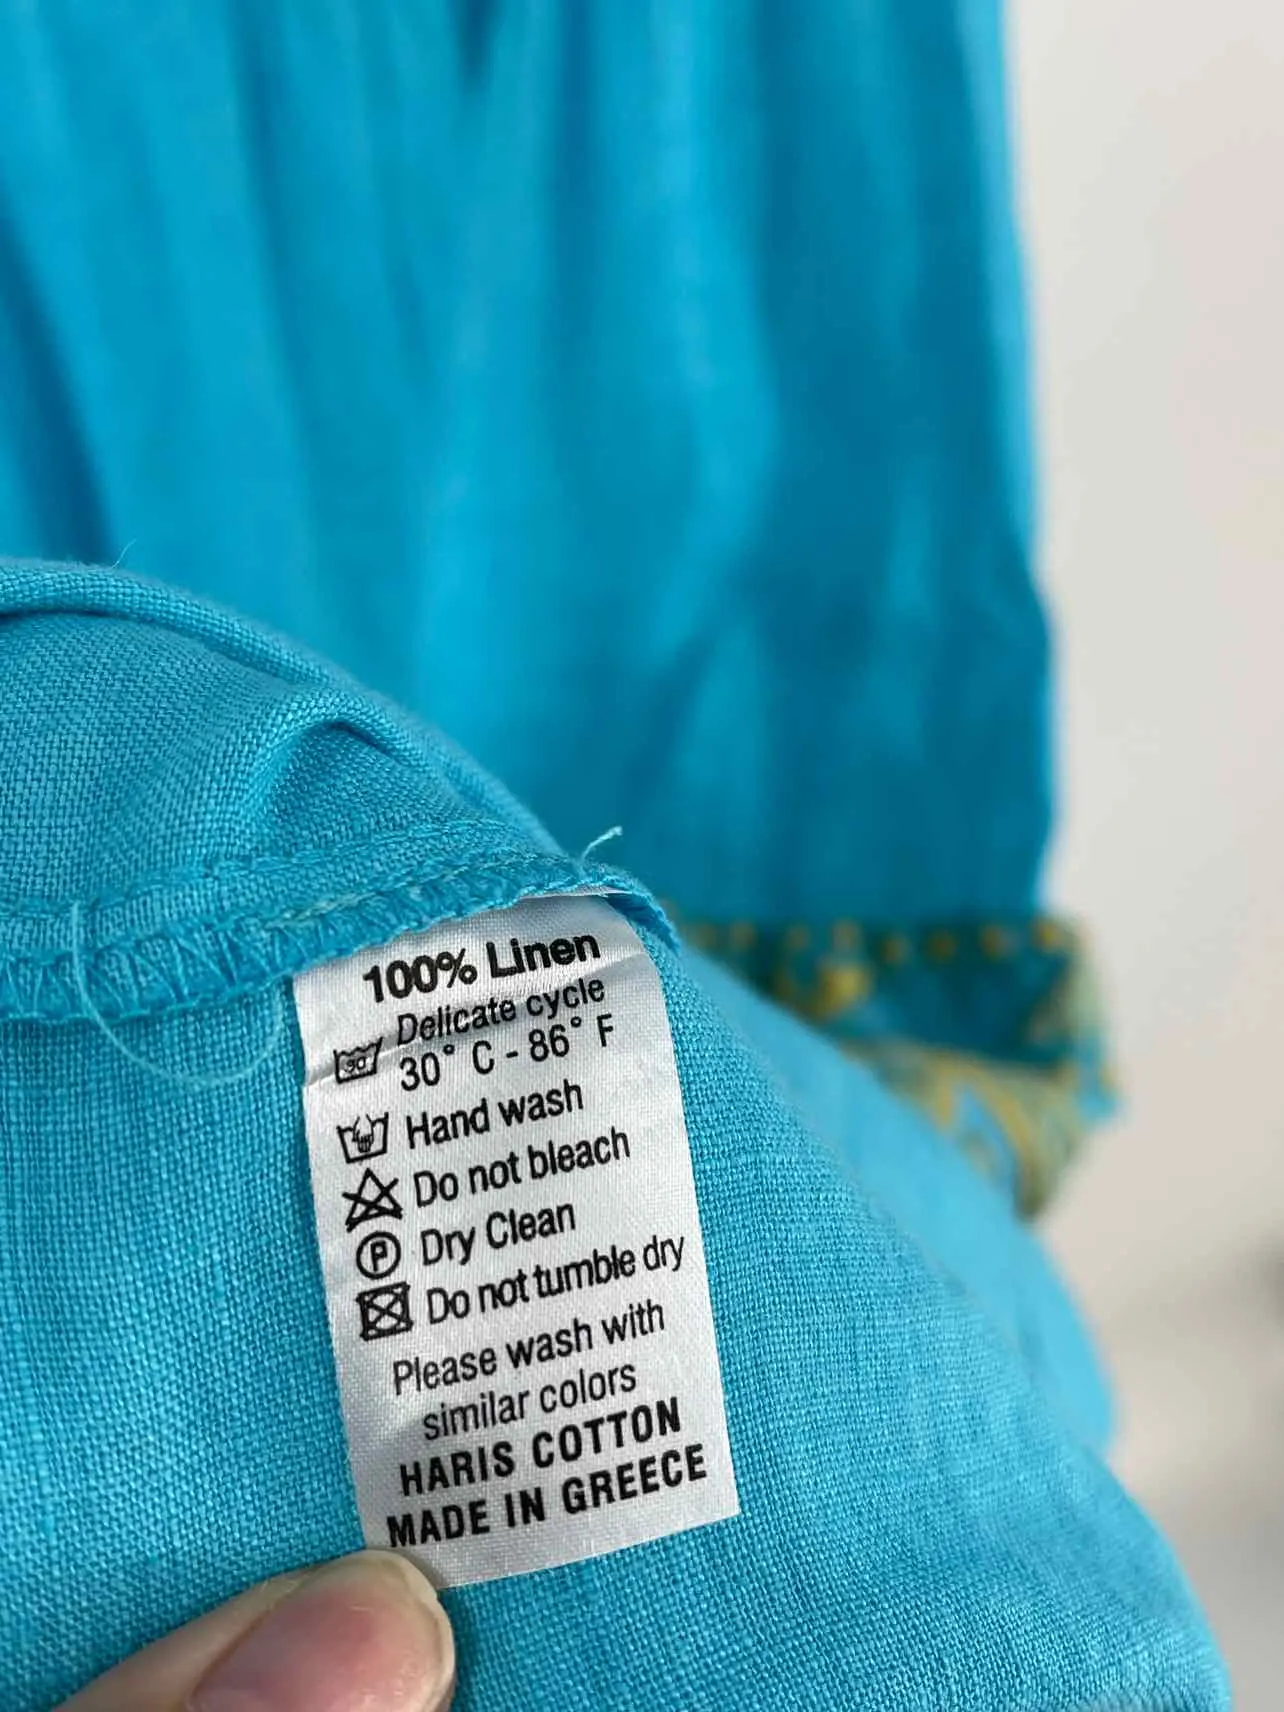 100% Linen
Delicate cycle
30 30° C - 86° F
Hand wash
Do not bleach
P Dry Clean
Do not tumble dry
Please wash with
similar colors
HARIS COTTON
MADE IN GREECE